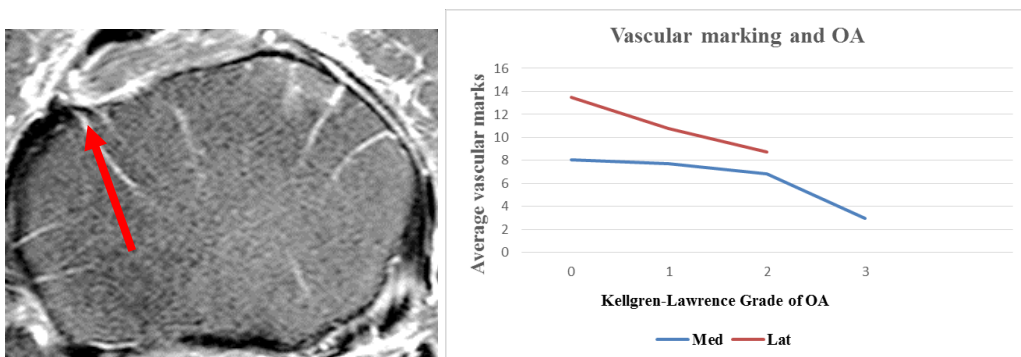 Vascular marking and OA
Average vascular marks
16
14
12
10
8
6
4
2
0
0 1 2 3
Kellgren-Lawrence Grade of OA
Med Lat